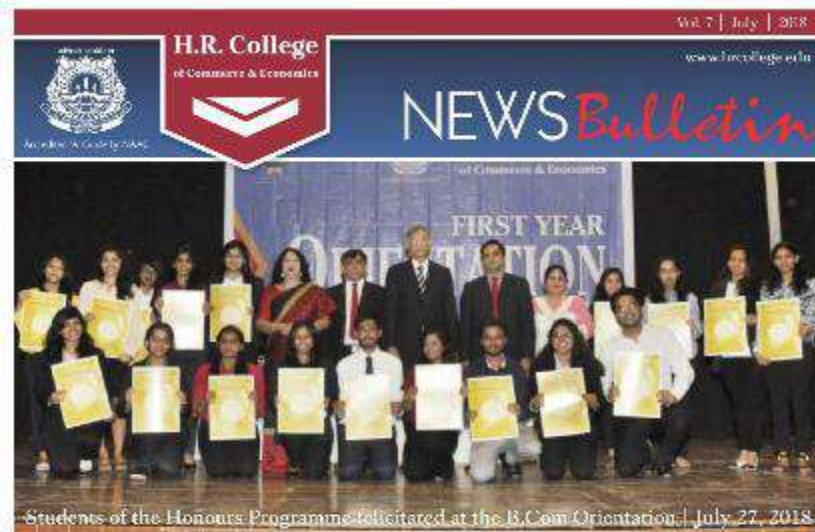 Vol. 7 | July | 2018
H.R. College
of Commerce & Economics
www.hrcollege.edu
NEWS Bulletin
Accredited 'A' Grade by NAAC
of Commerce & Economics
FIRST YEAR
ORIENTATION
Students of the Honours Programme felicitated at the B.Com Orientation | July 27, 2018